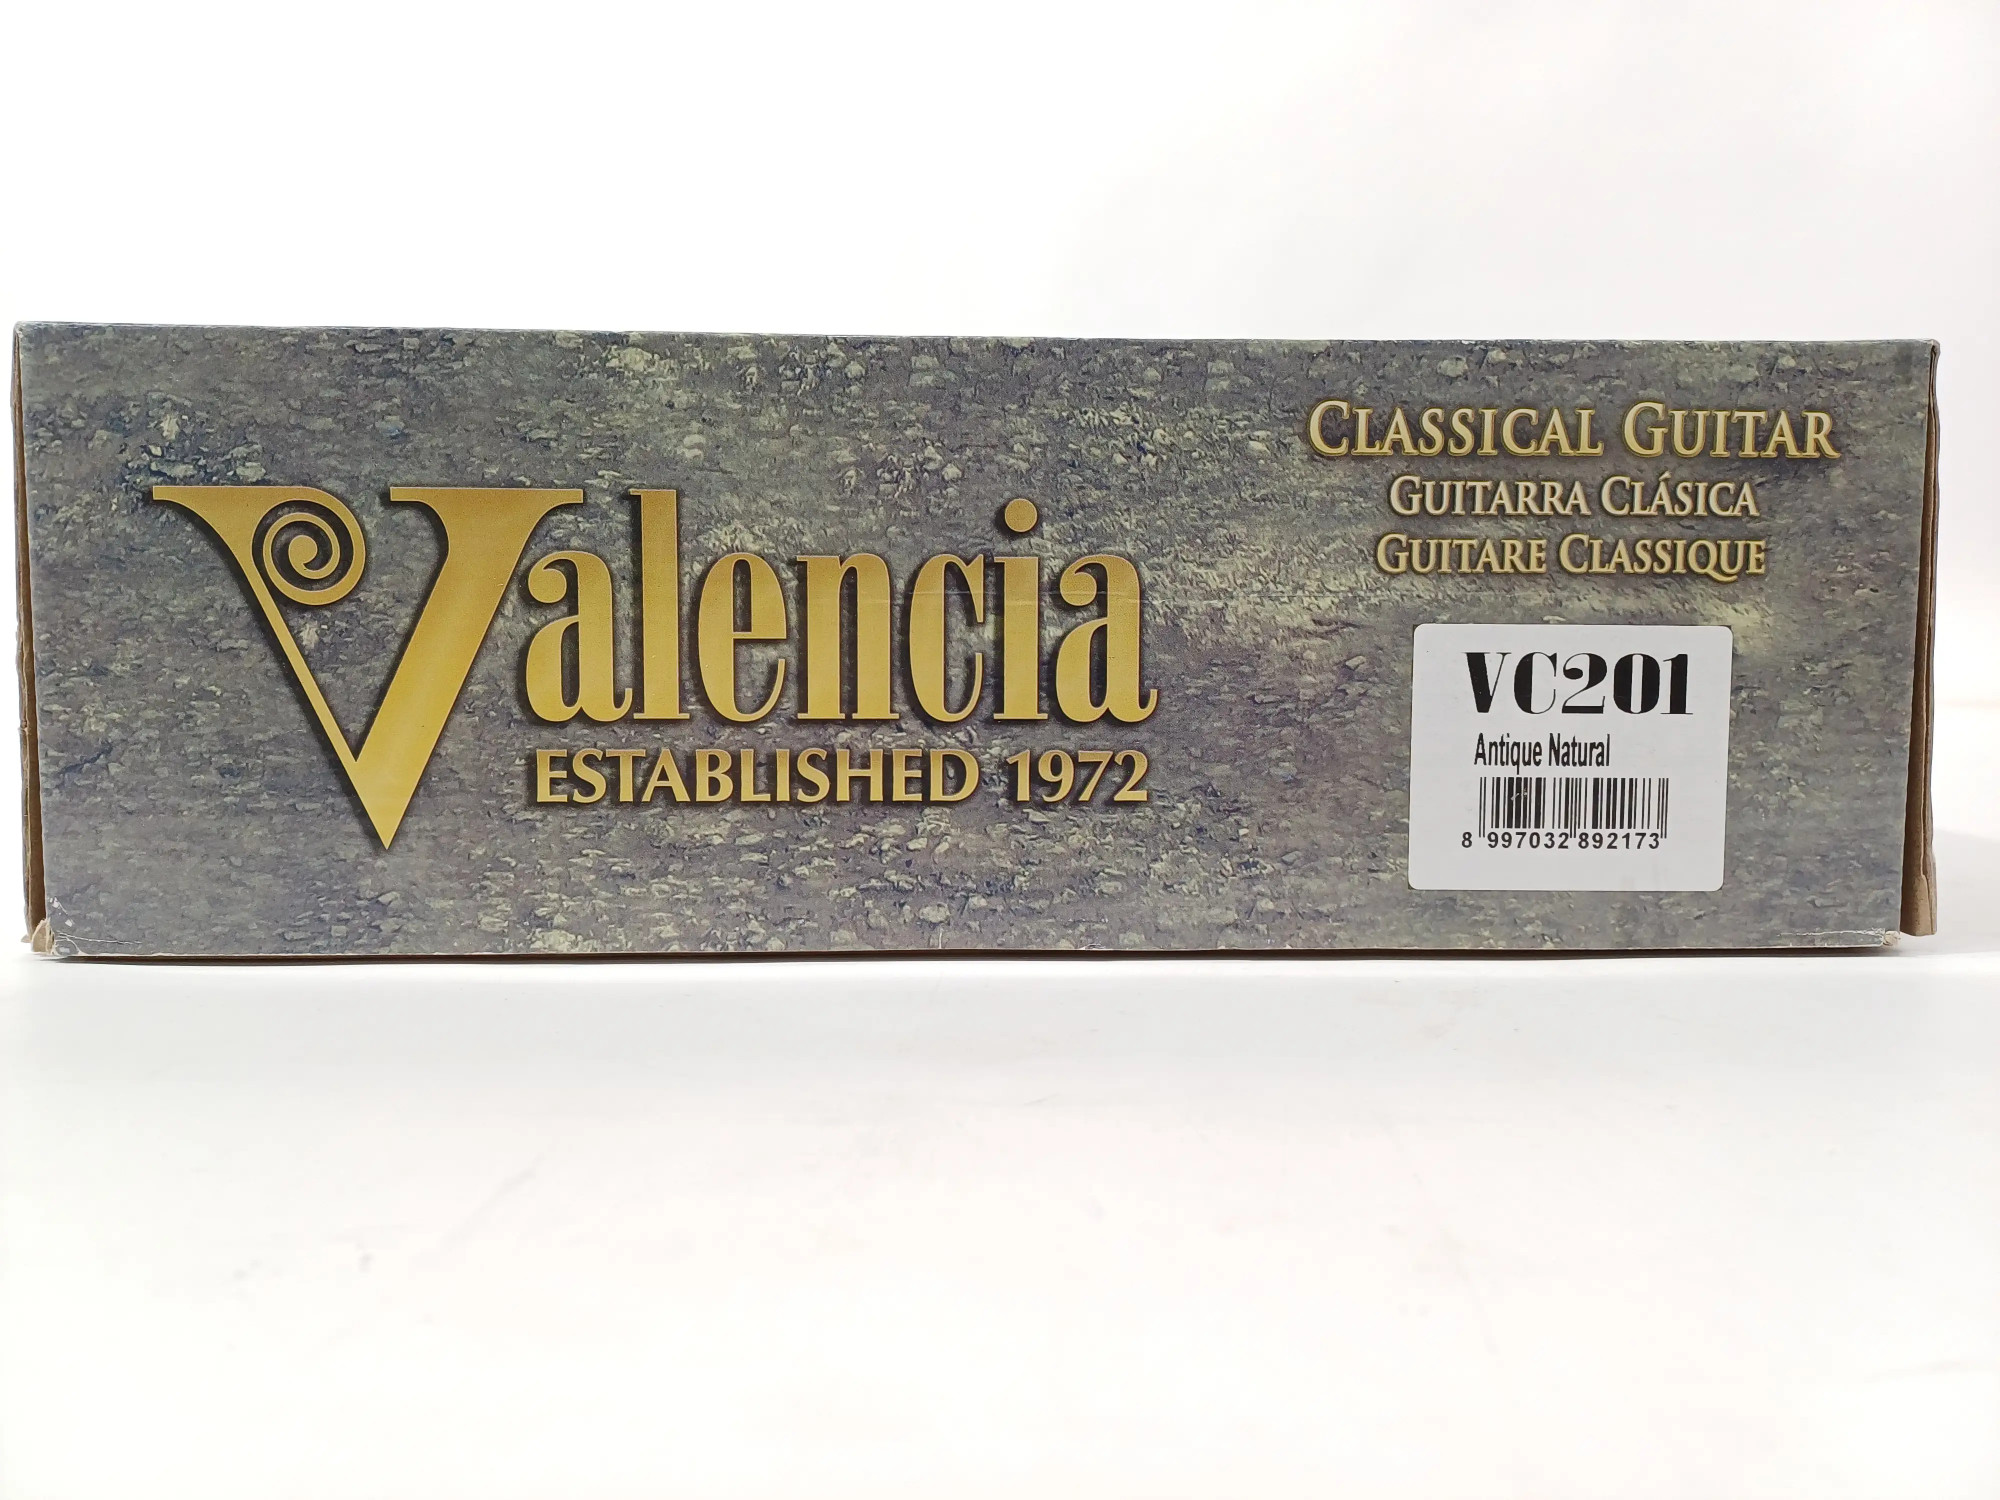 Valencia
ESTABLISHED 1972
CLASSICAL GUITAR
GUITARRA CLÁSICA
GUITARE CLASSIQUE
VC201
Antique Natural
8 997032 892173